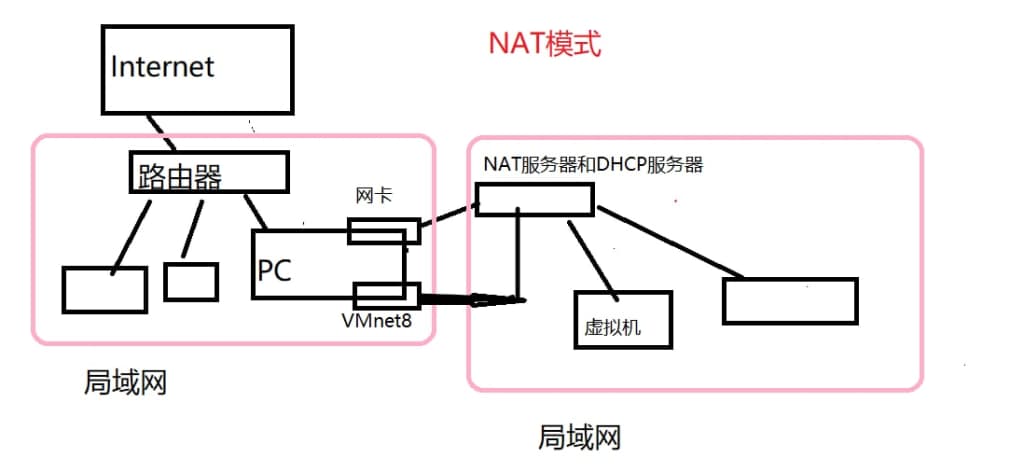 NAT模式
Internet
路由器
NAT服务器和DHCP服务器
网卡
PC
VMnet8
虚拟机
局域网
局域网